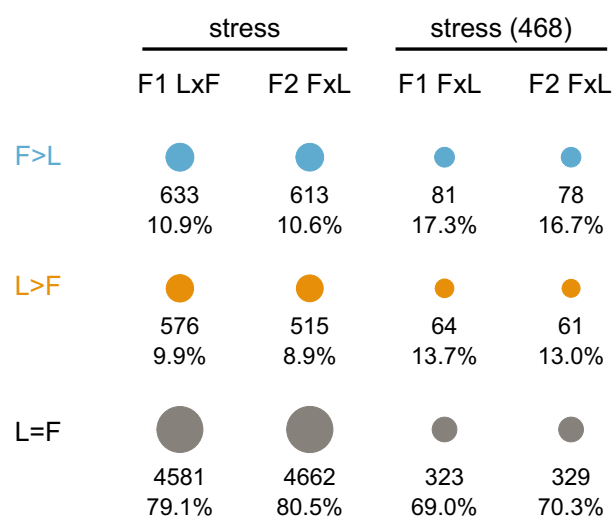 stress stress (468)
F1 LxF F2 FxL F1 FxL F2 FxL
F>L
633 613 81 78
10.9% 10.6% 17.3% 16.7%
L>F
576 515 64 61
9.9% 8.9% 13.7% 13.0%
L=F
4581 4662 323 329
79.1% 80.5% 69.0% 70.3%